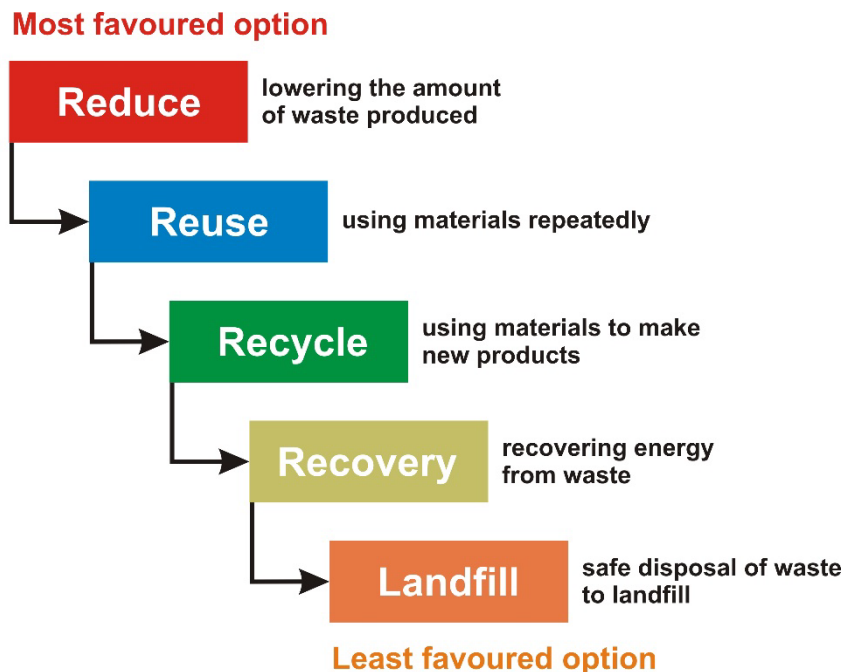 Most favoured option
Reduce
lowering the amount
of waste produced
Reuse
using materials repeatedly
Recycle
using materials to make
new products
Recovery
recovering energy
from waste
Landfill
safe disposal of waste
to landfill
Least favoured option